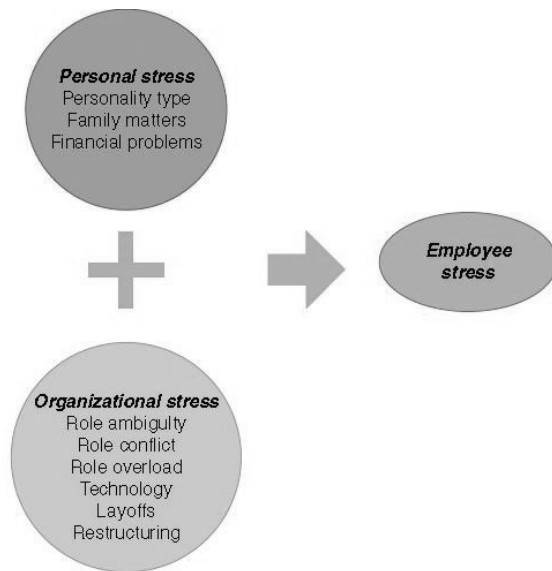 Personal stress
Personality type
Family matters
Financial problems
Employee
stress
Organizational stress
Role ambiguity
Role conflict
Role overload
Technology
Layoffs
Restructuring